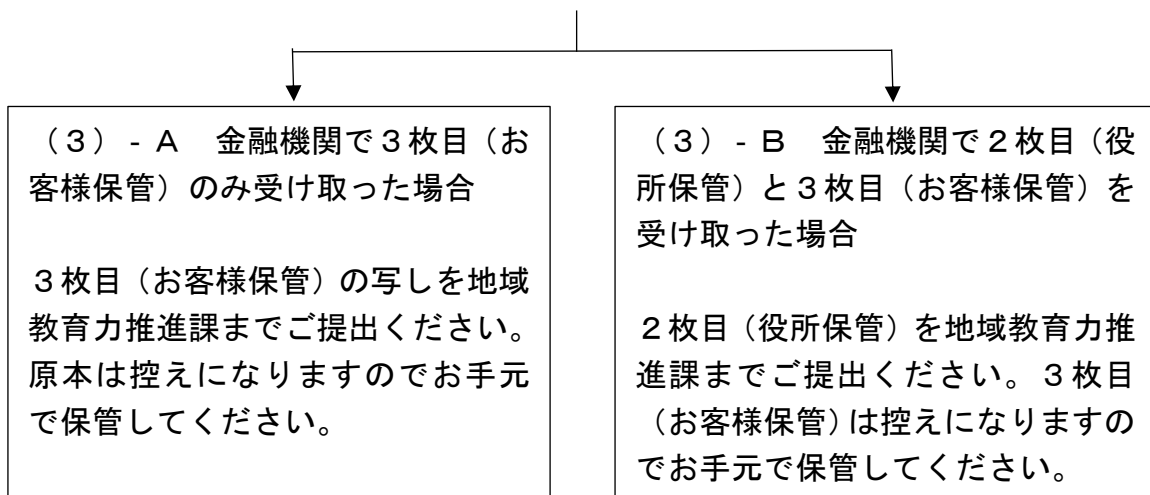 （３）-Ａ　金融機関で３枚目（お
客様保管）のみ受け取った場合
３枚目（お客様保管）の写しを地域
教育力推進課までご提出ください。
原本は控えになりますのでお手元
で保管してください。
（３）-Ｂ　金融機関で２枚目（役
所保管）と３枚目（お客様保管）を
受け取った場合
２枚目（役所保管）を地域教育力推
進課までご提出ください。３枚目
（お客様保管）は控えになりますの
でお手元で保管してください。